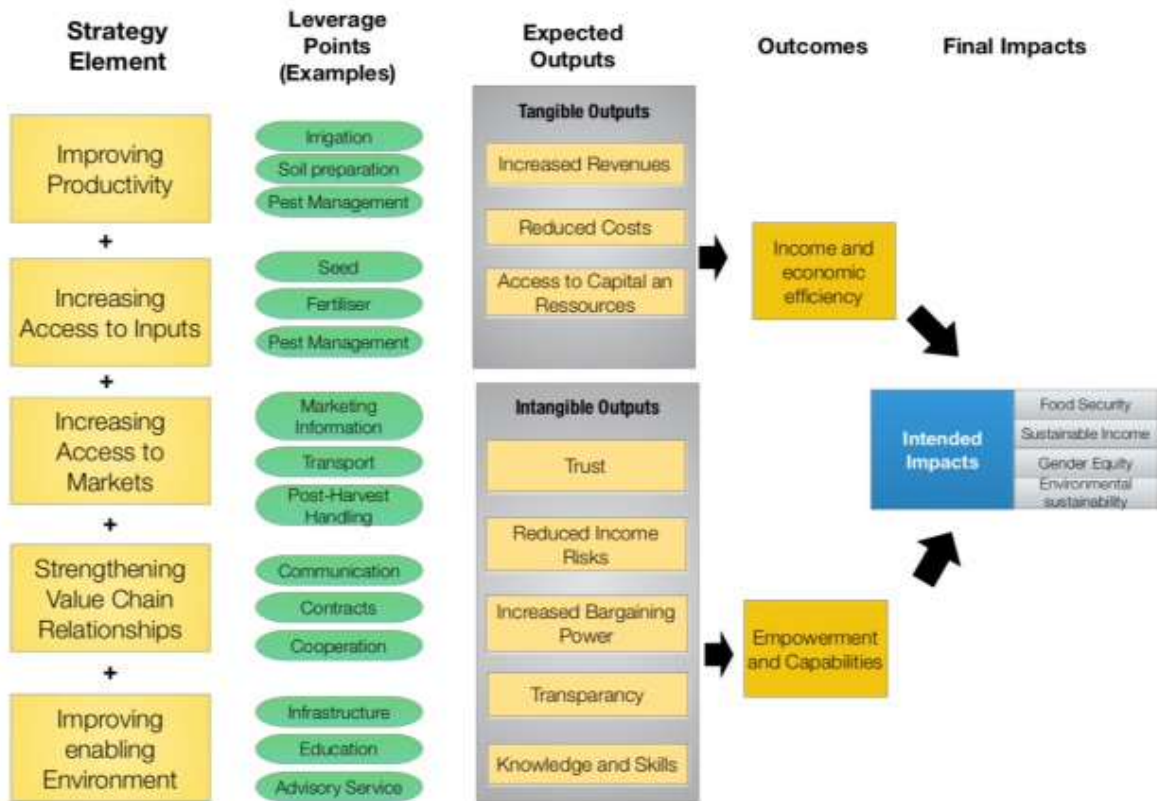 Strategy
Element
Leverage
Points
(Examples)
Expected
Outputs
Outcomes
Final Impacts
Improving
Productivity
+
Increasing
Access to Inputs
+
Increasing
Access to
Markets
+
Strengthening
Value Chain
Relationships
+
Improving
enabling
Environment
Irrigation
Soil preparation
Pest Management
Seed
Fertiliser
Pest Management
Marketing
Information
Transport
Post-Harvest
Handling
Communication
Contracts
Cooperation
Infrastructure
Education
Advisory Service
Tangible Outputs
Increased Revenues
Reduced Costs
Access to Capital an
Ressources
Intangible Outputs
Trust
Reduced Income
Risks
Increased Bargaining
Power
Transparancy
Knowledge and Skills
Income and
economic
efficiency
Empowerment
and Capabilities
Intended
Impacts
Food Security
Sustainable Income
Gender Equity
Environmental
sustainability